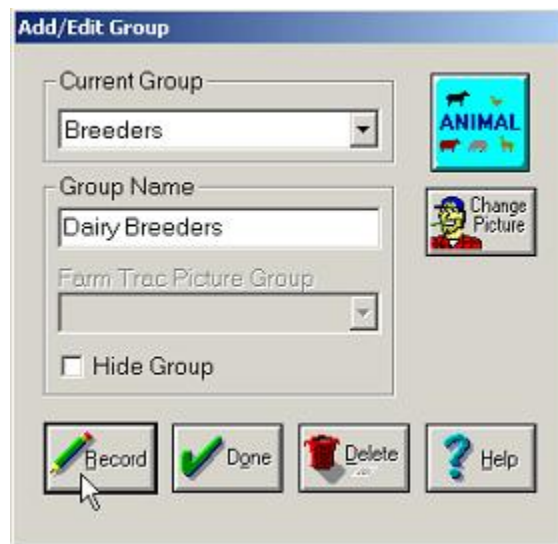 Add/Edit Group
Current Group
Breeders
ANIMAL
Group Name
Dairy Breeders
Change
Picture
Farm Trac Picture Group
Hide Group
Record
Done
Delete
Help